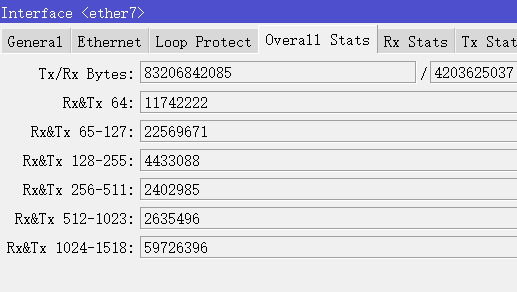 Interface <ether7>
General Ethernet Loop Protect Overall Stats Rx Stats Tx Stat
Tx/Rx Bytes: 83206842085 / 4203625037
Rx&Tx 64: 11742222
Rx&Tx 65-127: 22569671
Rx&Tx 128-255: 4433088
Rx&Tx 256-511: 2402985
Rx&Tx 512-1023: 2635496
Rx&Tx 1024-1518: 59726396